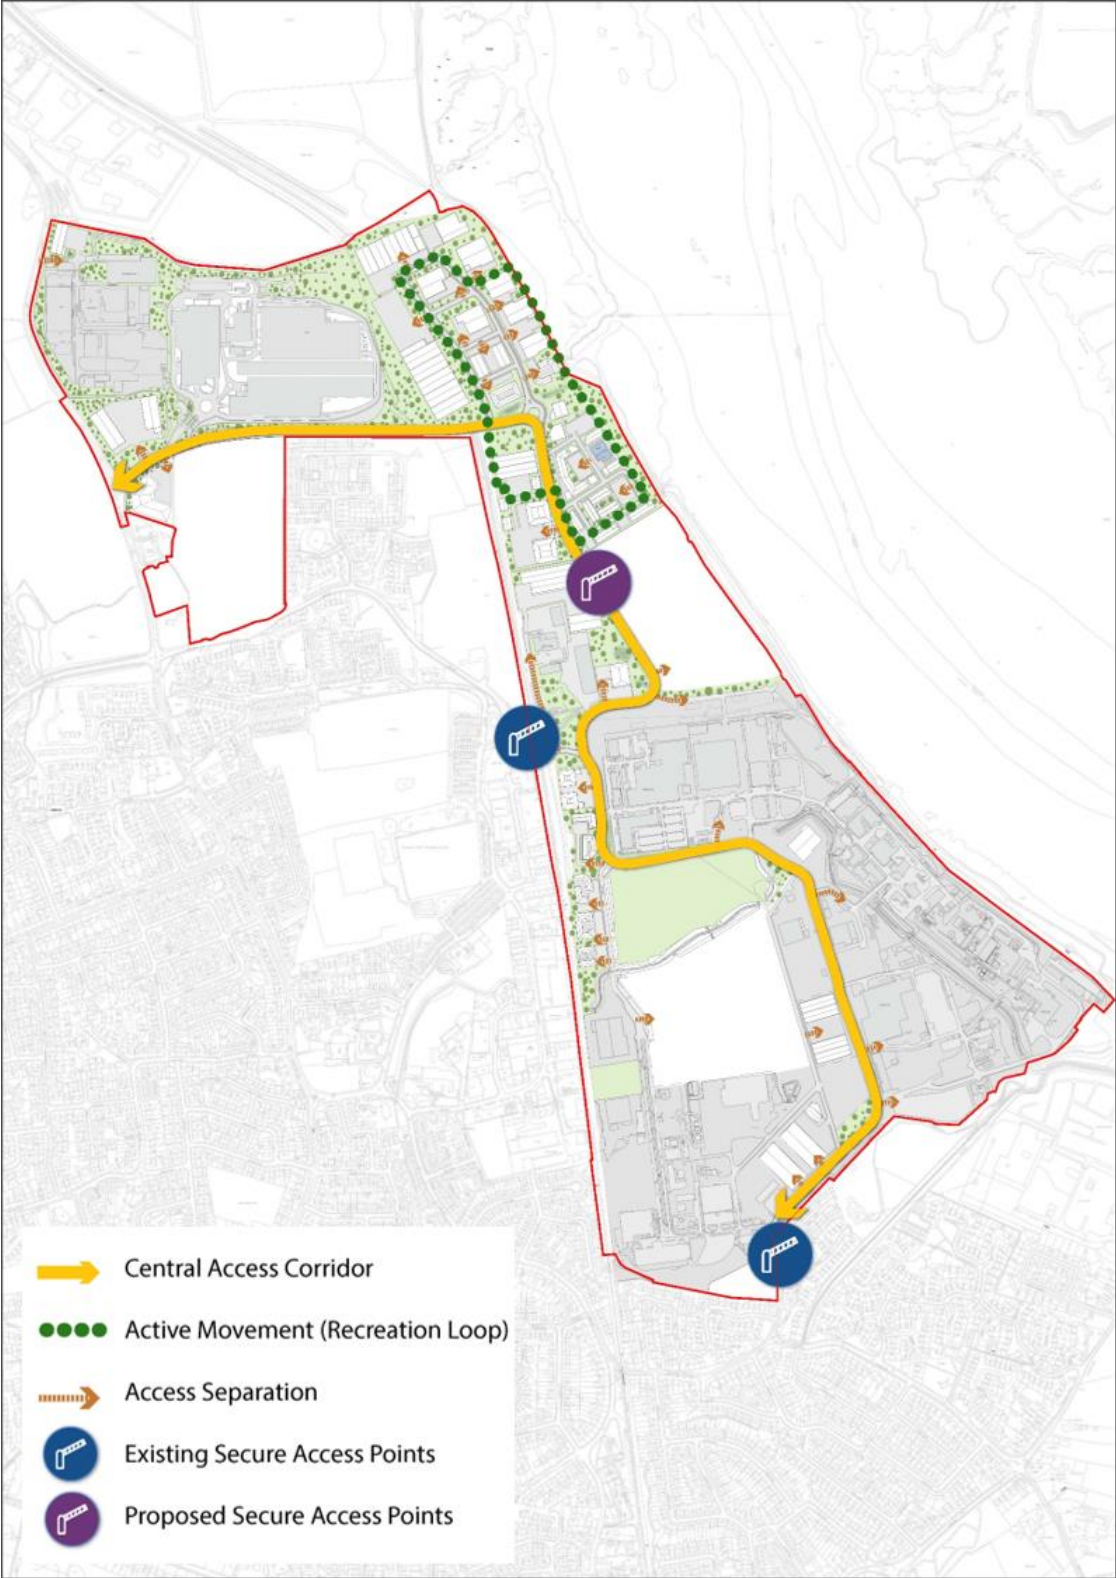 Central Access Corridor
Active Movement (Recreation Loop)
Access Separation
Existing Secure Access Points
Proposed Secure Access Points